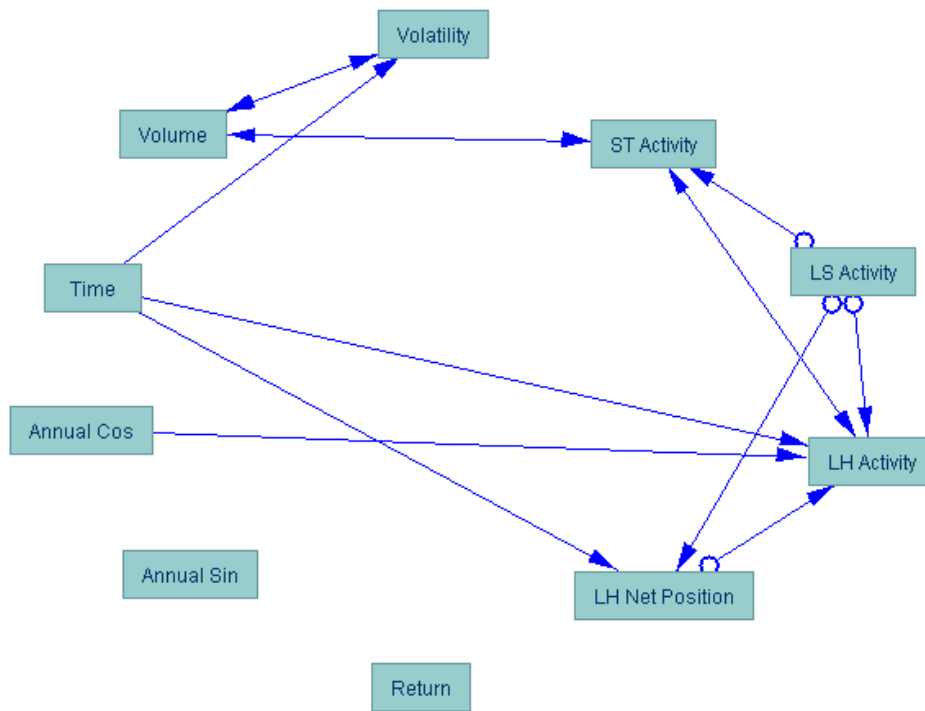 Volatility
Volume
ST Activity
LS Activity
Time
Annual Cos
LH Activity
Annual Sin
LH Net Position
Return